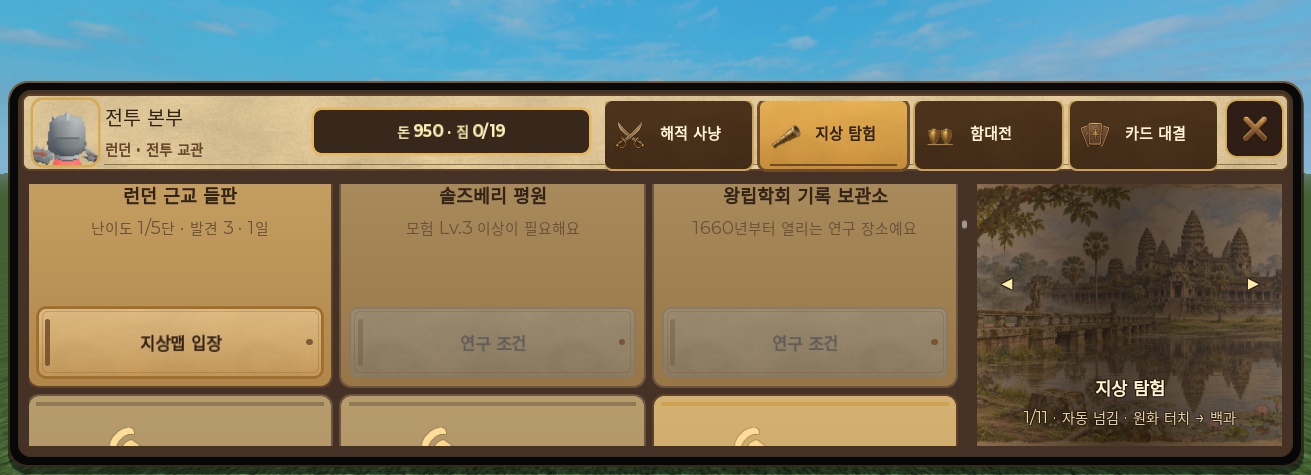 전투 본부
런던 · 전투 교관
돈 950 · 짐 0/19
해적 사냥
지상 탐험
함대전
카드 대결
런던 근교 들판
난이도 1/5단 · 발견 3 · 1일
지상맵 입장
솔즈베리 평원
모험 Lv.3 이상이 필요해요
연구 조건
왕립학회 기록 보관소
1660년부터 열리는 연구 장소예요
연구 조건
지상 탐험
1/11 · 자동 넘김 · 원화 터치 → 백과